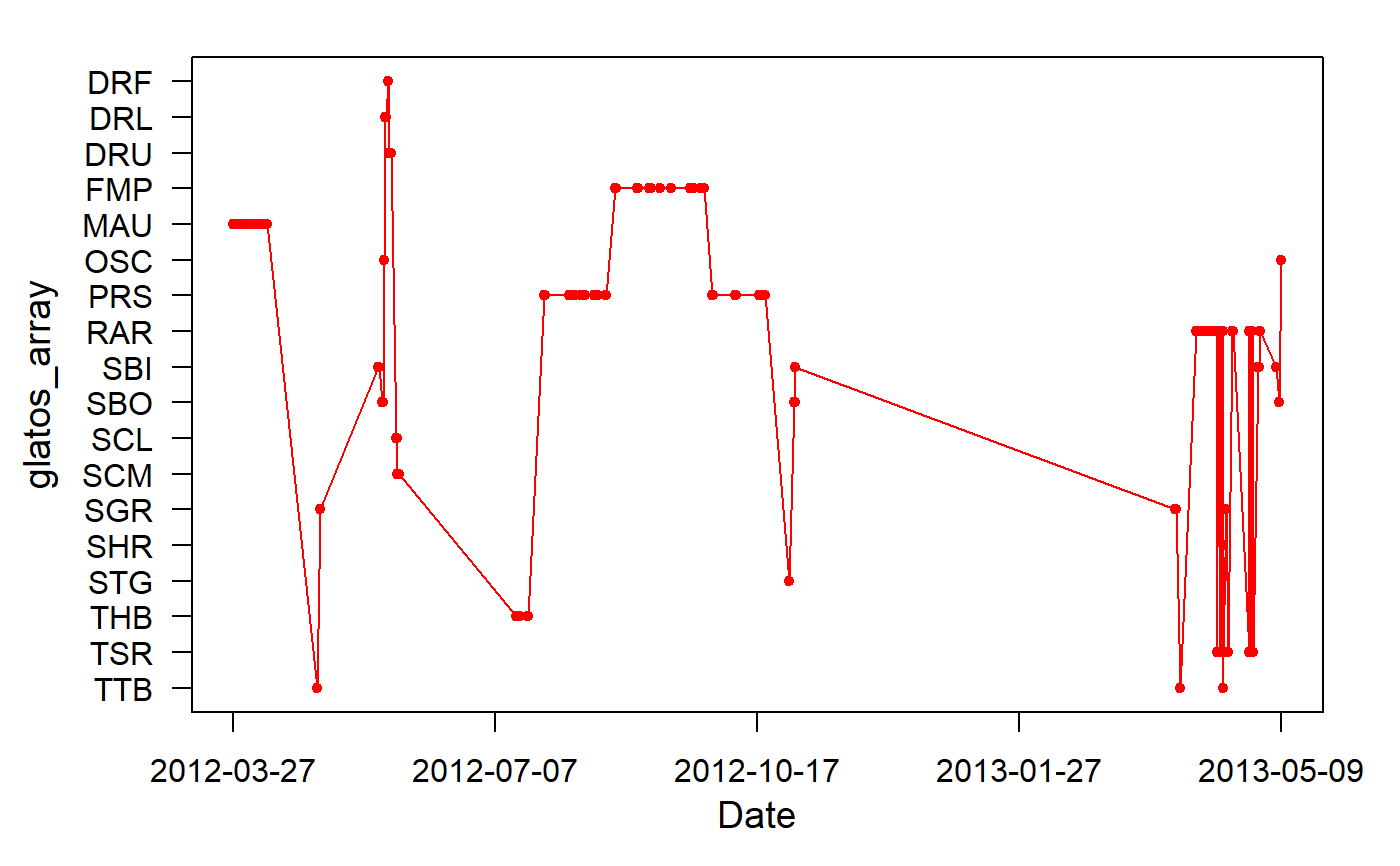 DRF
DRL
DRU
FMP
MAU
OSC
PRS
RAR
SBI
SBO
SCL
SCM
SGR
SHR
STG
THB
TSR
TTB
glatos_array
2012-03-27 2012-07-07 2012-10-17 2013-01-27 2013-05-09
Date